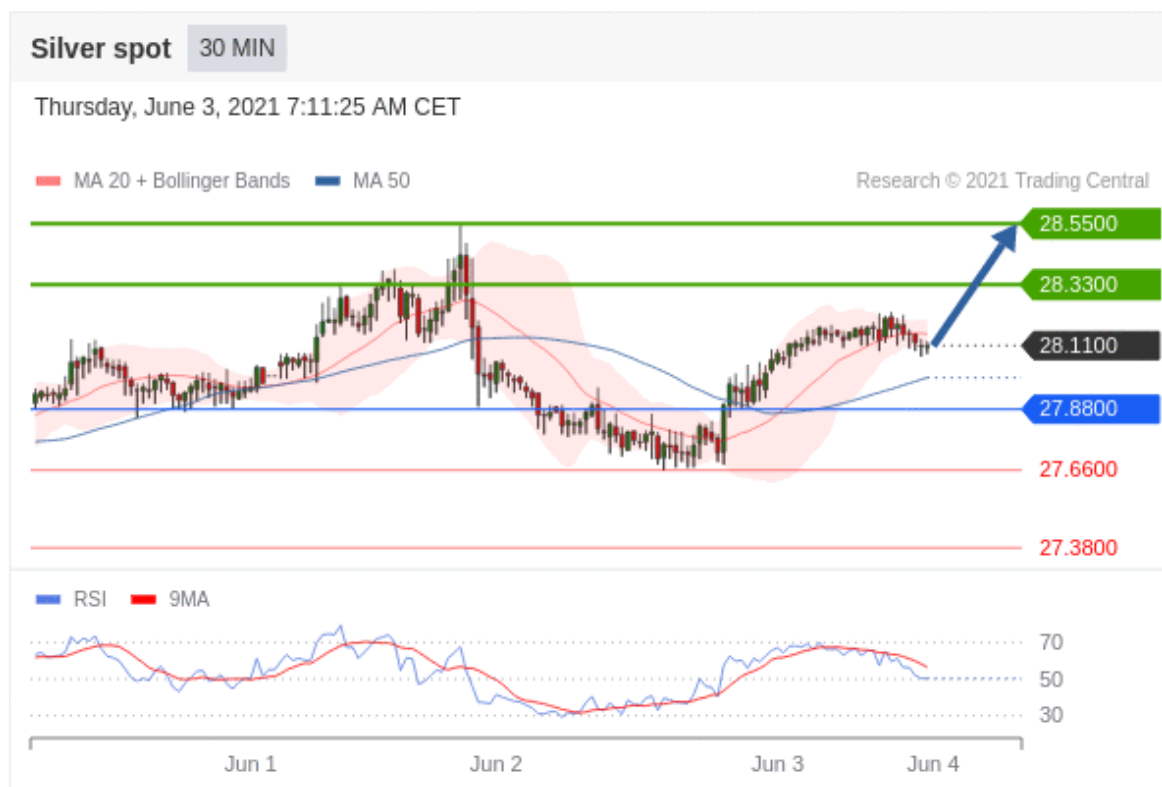 Silver spot 30 MIN
Thursday, June 3, 2021 7:11:25 AM CET
MA 20 + Bollinger Bands MA 50 Research © 2021 Trading Central
28.5500
28.3300
28.1100
27.8800
27.6600
27.3800
RSI 9MA
70
50
30
Jun 1 Jun 2 Jun 3 Jun 4